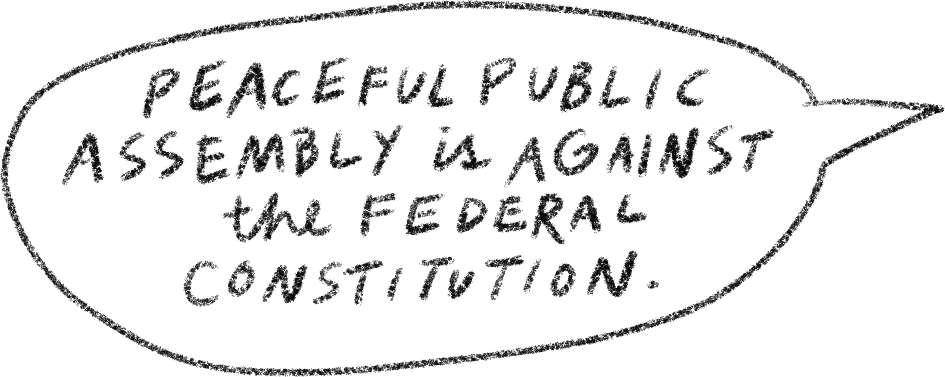 PEACEFUL PUBLIC
ASSEMBLY is AGAINST
the FEDERAL
CONSTITUTION.